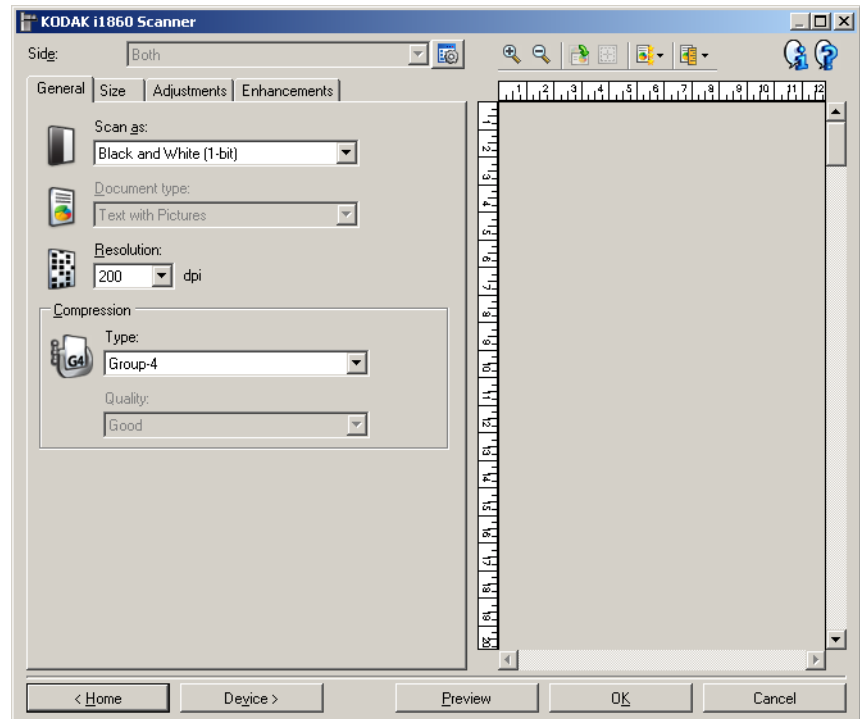 KODAK i1860 Scanner
Side: Both
General Size Adjustments Enhancements
1 2 3 4 5 6 7 8 9 10 11 12
Scan as:
Black and White (1-bit)
Document type:
Text with Pictures
Resolution:
200 dpi
Compression
Type:
G4 Group-4
Quality:
Good
1
2
3
4
5
6
7
8
9
10
11
12
13
14
15
16
17
18
19
20
< Home Device > Preview OK Cancel